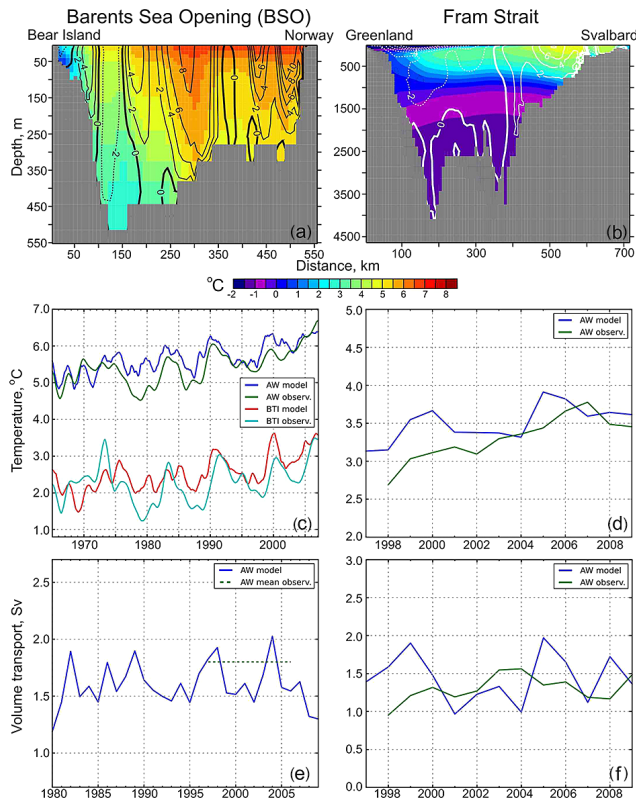 Barents Sea Opening (BSO)
Fram Strait
Bear Island
Norway
Greenland
Svalbard
Depth, m
50
150
250
350
450
550
(a)
50
150
250
350
450
550
500
1500
2500
3500
4500
(b)
100
300
500
700
Distance, km
°C
-2
-1
0
1
2
3
4
5
6
7
8
Temperature, °C
7.0
6.0
5.0
4.0
3.0
2.0
1.0
AW model
AW observ.
BTI model
BTI observ.
(c)
1970
1980
1990
2000
5.0
4.5
4.0
3.5
3.0
2.5
2.0
AW model
AW observ.
(d)
1998
2000
2002
2004
2006
2008
Volume transport, Sv
2.5
2.0
1.5
1.0
AW model
AW mean observ.
(e)
1980
1985
1990
1995
2000
2005
3.0
2.5
2.0
1.5
1.0
0.5
0.0
AW model
AW observ.
(f)
1998
2000
2002
2004
2006
2008